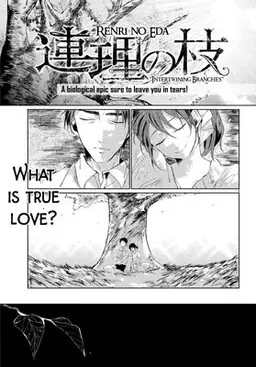 Renri no Eda
連理の枝
"Intertwining Branches"
A biological epic sure to leave you in tears!
What
is true
love?